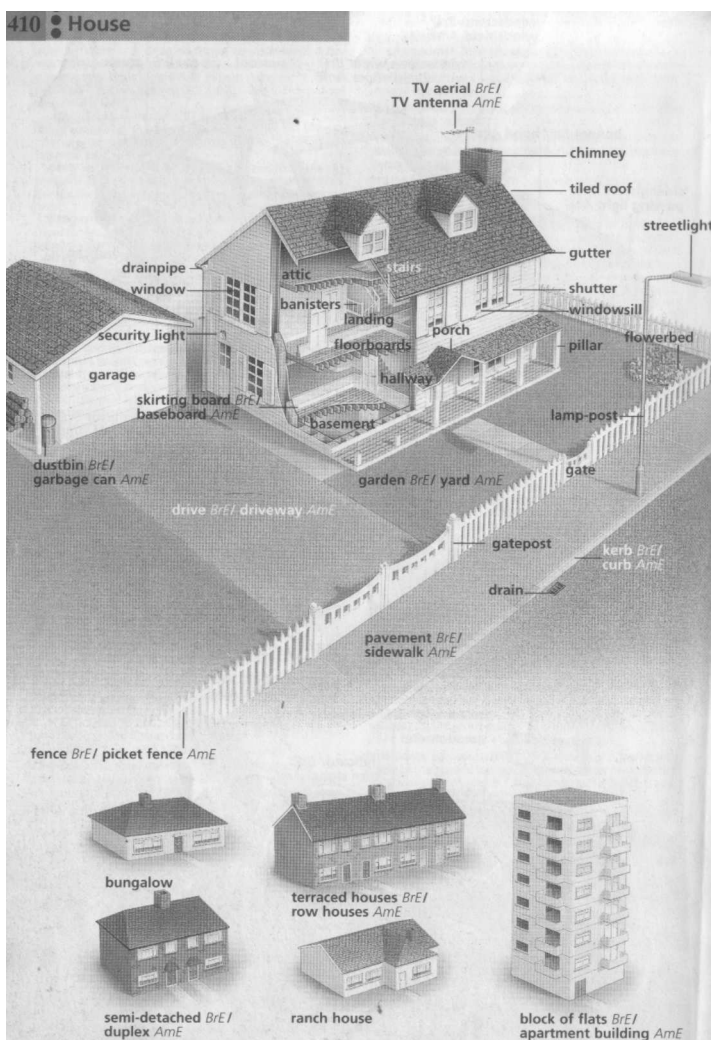 410 House
TV aerial BrE/
TV antenna AmE
chimney
tiled roof
streetlight
gutter
drainpipe
attic
stairs
window
shutter
banisters
windowsill
landing
security light
porch
floorboards
pillar
flowerbed
garage
hallway
skirting board BrE/
baseboard AmE
basement
lamp-post
dustbin BrE/
garbage can AmE
gate
garden BrE/ yard AmE
drive BrE/ driveway AmE
gatepost
kerb BrE/
curb AmE
drain
pavement BrE/
sidewalk AmE
fence BrE/ picket fence AmE
bungalow
terraced houses BrE/
row houses AmE
semi-detached BrE/
duplex AmE
ranch house
block of flats BrE/
apartment building AmE